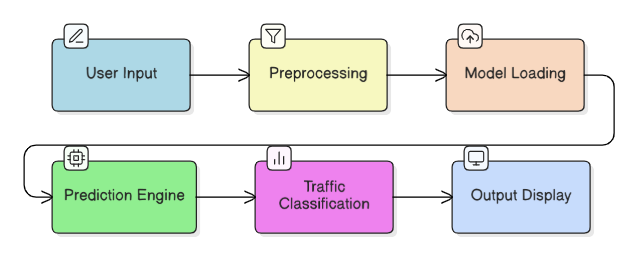 User Input
Preprocessing
Model Loading
Prediction Engine
Traffic
Classification
Output Display